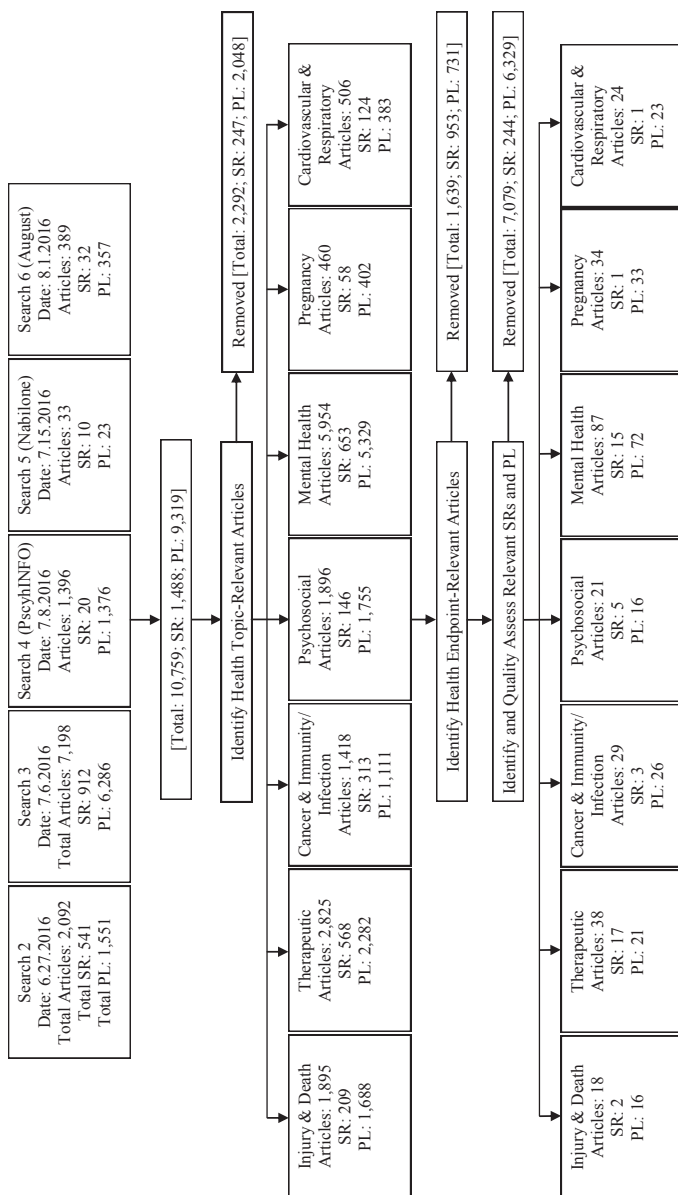 Search 2
Date: 6.27.2016
Total Articles: 2,092
Total SR: 541
Total PL: 1,551
Search 3
Date: 7.6.2016
Total Articles: 7,198
SR: 912
PL: 6,286
Search 4 (PscyhINFO)
Date: 7.8.2016
Articles: 1,396
SR: 20
PL: 1,376
Search 5 (Nabilone)
Date: 7.15.2016
Articles: 33
SR: 10
PL: 23
Search 6 (August)
Date: 8.1.2016
Articles: 389
SR: 32
PL: 357
[Total: 10,759; SR: 1,488; PL: 9,319]
Identify Health Topic-Relevant Articles
Removed [Total: 2,292; SR: 247; PL: 2,048]
Injury & Death
Articles: 1,895
SR: 209
PL: 1,688
Therapeutic
Articles: 2,825
SR: 568
PL: 2,282
Cancer & Immunity/
Infection
Articles: 1,418
SR: 313
PL: 1,111
Psychosocial
Articles: 1,896
SR: 146
PL: 1,755
Mental Health
Articles: 5,954
SR: 653
PL: 5,329
Pregnancy
Articles: 460
SR: 58
PL: 402
Cardiovascular &
Respiratory
Articles: 506
SR: 124
PL: 383
Identify Health Endpoint-Relevant Articles
Removed [Total: 1,639; SR: 953; PL: 731]
Identify and Quality Assess Relevant SRs and PL
Removed [Total: 7,079; SR: 244; PL: 6,329]
Injury & Death
Articles: 18
SR: 2
PL: 16
Therapeutic
Articles: 38
SR: 17
PL: 21
Cancer & Immunity/
Infection
Articles: 29
SR: 3
PL: 26
Psychosocial
Articles: 21
SR: 5
PL: 16
Mental Health
Articles: 87
SR: 15
PL: 72
Pregnancy
Articles: 34
SR: 1
PL: 33
Cardiovascular &
Respiratory
Articles: 24
SR: 1
PL: 23